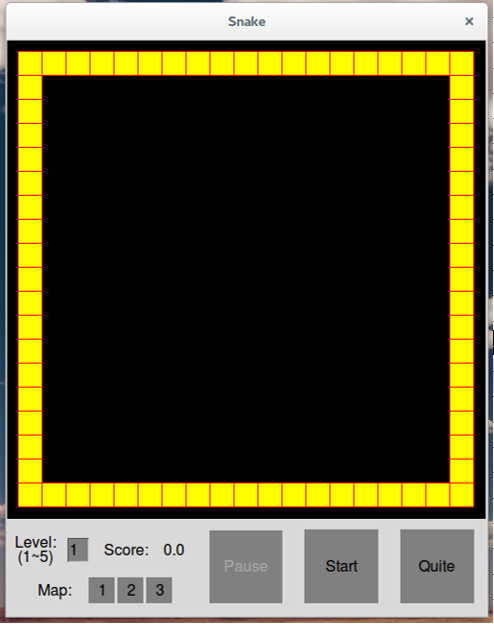 Snake
×
Level: 1 Score: 0.0
(1~5)
Map: 1 2 3
Pause Start Quite